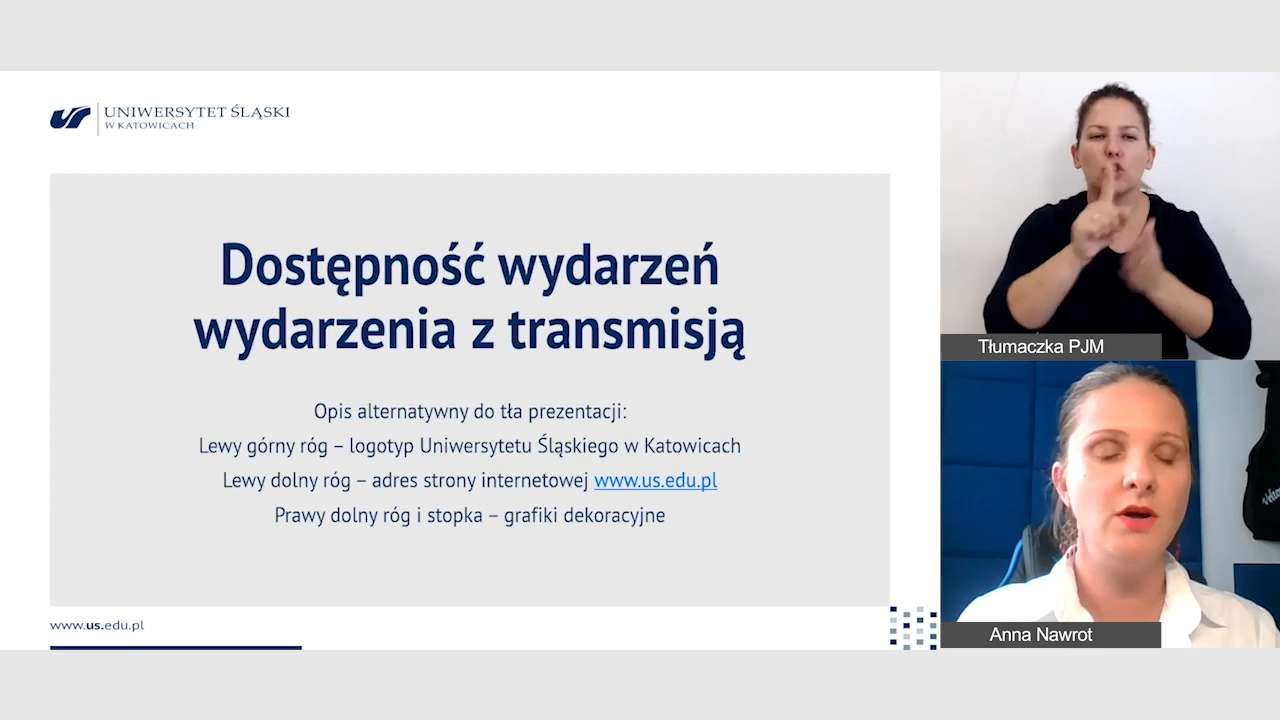 UNIWERSYTET ŚLĄSKI
W KATOWICACH
Dostępność wydarzeń
wydarzenia z transmisją
Opis alternatywny do tła prezentacji:
Lewy górny róg – logotyp Uniwersytetu Śląskiego w Katowicach
Lewy dolny róg – adres strony internetowej www.us.edu.pl
Prawy dolny róg i stopka – grafiki dekoracyjne
www.us.edu.pl
Tłumaczka PJM
Anna Nawrot